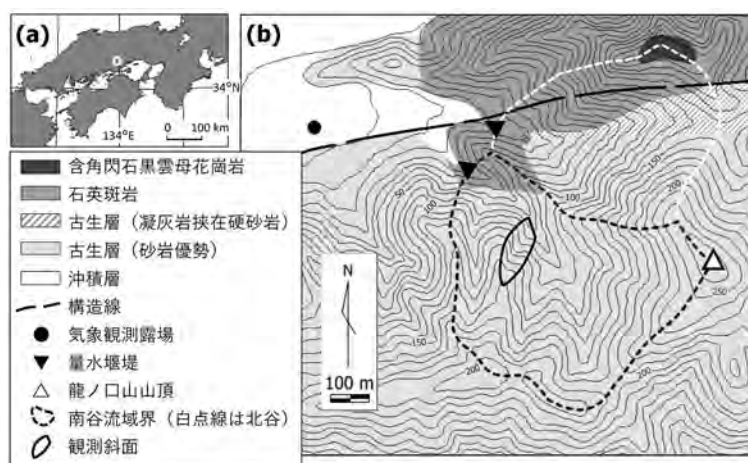 (a)
34°N
134°E
0 100 km
含角閃石黒雲母花崗岩
石英斑岩
古生層（凝灰岩挟在硬砂岩）
古生層（砂岩優勢）
沖積層
構造線
気象観測露場
量水堰堤
龍ノ口山山頂
南谷流域界（白点線は北谷）
観測斜面
(b)
50
100
150
200
100
150
200
250
200
N
100 m